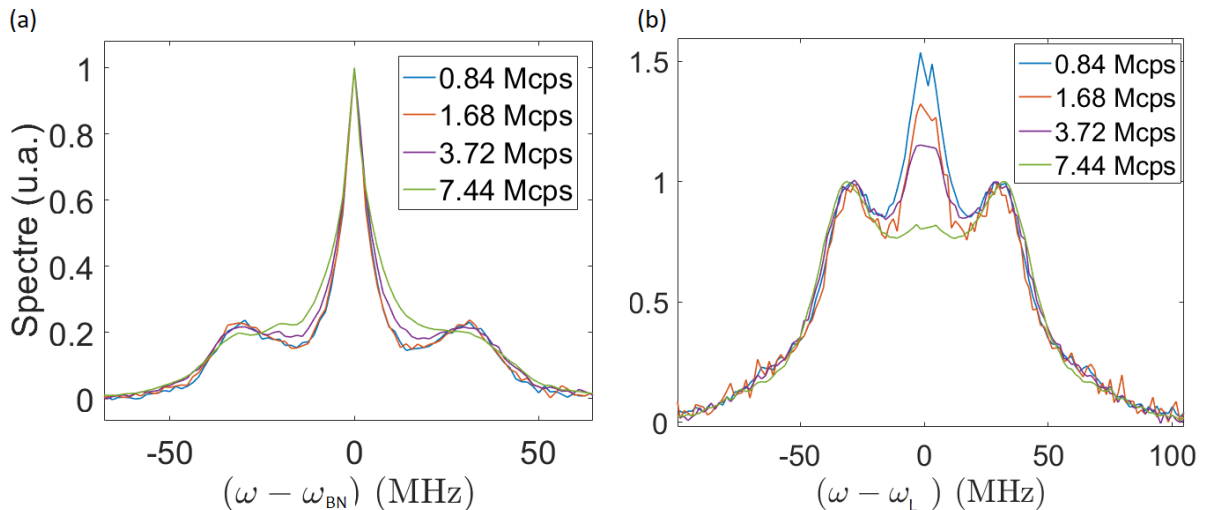 (a)
Spectre (u.a.)
1
0.8
0.6
0.4
0.2
0
-50
0
50
(ω − ω_BN) (MHz)
0.84 Mcps
1.68 Mcps
3.72 Mcps
7.44 Mcps
(b)
1.5
1
0.5
0
-50
0
50
100
(ω − ω_L ) (MHz)
0.84 Mcps
1.68 Mcps
3.72 Mcps
7.44 Mcps